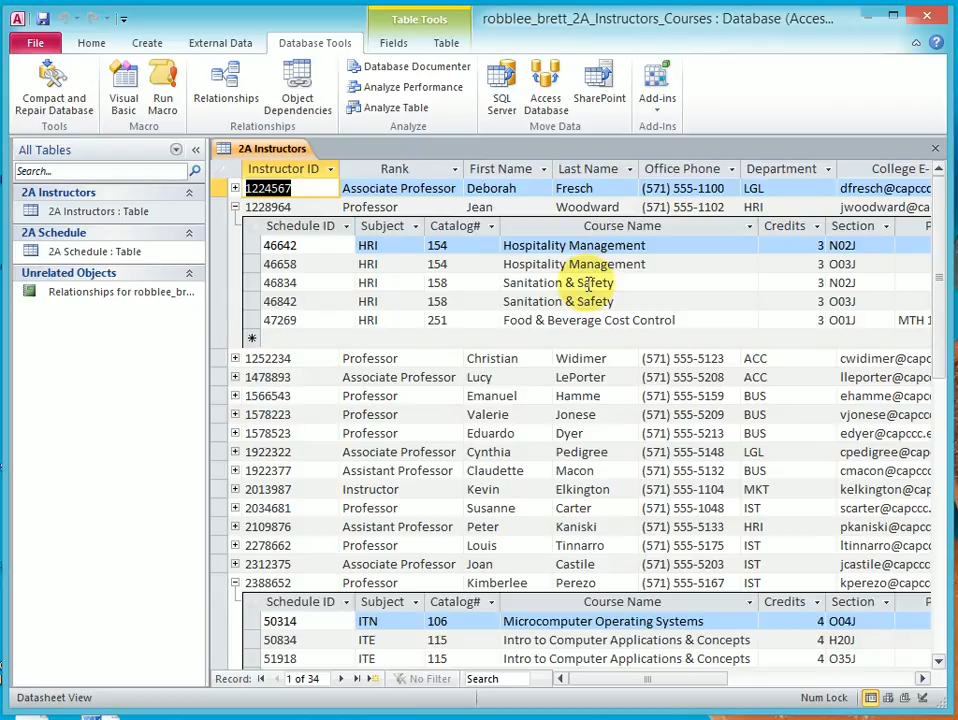 A robblee_brett_2A_Instructors_Courses : Database (Acces...
Table Tools
File Home Create External Data Database Tools Fields Table
Compact and Repair Database
Tools
Visual Basic
Run Macro
Macro
Relationships
Object Dependencies
Relationships
Database Documenter
Analyze Performance
Analyze Table
Analyze
SQL Server
Access Database
SharePoint
Move Data
Add-ins
Add-Ins
All Tables
Search...
2A Instructors
2A Instructors : Table
2A Schedule
2A Schedule : Table
Unrelated Objects
Relationships for robblee_br...
2A Instructors
Instructor ID Rank First Name Last Name Office Phone Department College E-
1224567 Associate Professor Deborah Fresch (571) 555-1100 LGL dfresch@capccc
1228964 Professor Jean Woodward (571) 555-1102 HRI jwoodward@cap
Schedule ID Subject Catalog# Course Name Credits Section P
46642 HRI 154 Hospitality Management 3 N02J
46658 HRI 154 Hospitality Management 3 O03J
46834 HRI 158 Sanitation & Safety 3 N02J
46842 HRI 158 Sanitation & Safety 3 O03J
47269 HRI 251 Food & Beverage Cost Control 3 O01J MTH 1
*
1252234 Professor Christian Widimer (571) 555-5123 ACC cwidimer@capcc
1478893 Associate Professor Lucy LePorter (571) 555-5208 ACC lleporter@capcc
1566543 Professor Emanuel Hamme (571) 555-5159 BUS ehamme@capcc
1578223 Professor Valerie Jonese (571) 555-5209 BUS vjonese@capccc
1578523 Professor Eduardo Dyer (571) 555-5213 BUS edyer@capccc.e
1922322 Associate Professor Cynthia Pedigree (571) 555-5148 LGL cpedigree@capc
1922377 Assistant Professor Claudette Macon (571) 555-5132 BUS cmacon@capccc
2013987 Instructor Kevin Elkington (571) 555-1104 MKT kelkington@cap
2034681 Professor Susanne Carter (571) 555-1048 IST scarter@capccc.
2109876 Assistant Professor Peter Kaniski (571) 555-5133 HRI pkaniski@capcc
2278662 Professor Louis Tinnarro (571) 555-5175 IST ltinnarro@capcc
2312375 Associate Professor Joan Castile (571) 555-5203 IST jcastile@capccc.
2388652 Professor Kimberlee Perezo (571) 555-5167 IST kperezo@capccc
Schedule ID Subject Catalog# Course Name Credits Section P
50314 ITN 106 Microcomputer Operating Systems 4 O04J
50834 ITE 115 Intro to Computer Applications & Concepts 4 H20J
51918 ITE 115 Intro to Computer Applications & Concepts 4 O35J
Record: 1 of 34 No Filter Search
Datasheet View Num Lock